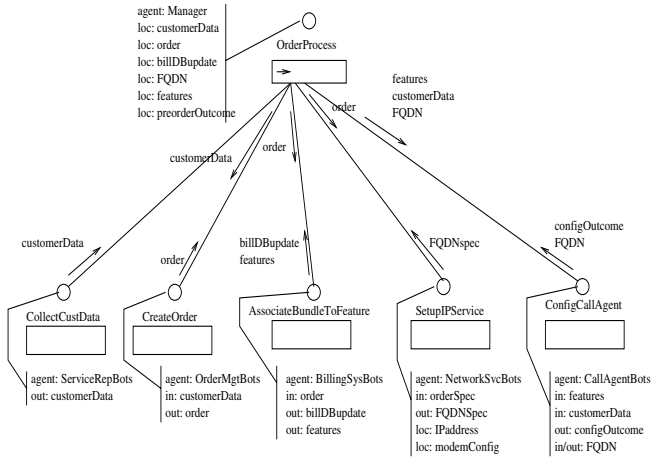 agent: Manager
loc: customerData
loc: order
loc: billDBupdate
loc: FQDN
loc: features
loc: preorderOutcome
OrderProcess
features
customerData
FQDN
order
customerData
order
customerData
order
billDBupdate
features
FQDNspec
configOutcome
FQDN
CollectCustData
CreateOrder
AssociateBundleToFeature
SetupIPService
ConfigCallAgent
agent: ServiceRepBots
out: customerData
agent: OrderMgtBots
in: customerData
out: order
agent: BillingSysBots
in: order
out: billDBupdate
out: features
agent: NetworkSvcBots
in: orderSpec
out: FQDNSpec
loc: IPaddress
loc: modemConfig
agent: CallAgentBots
in: features
in: customerData
out: configOutcome
in/out: FQDN